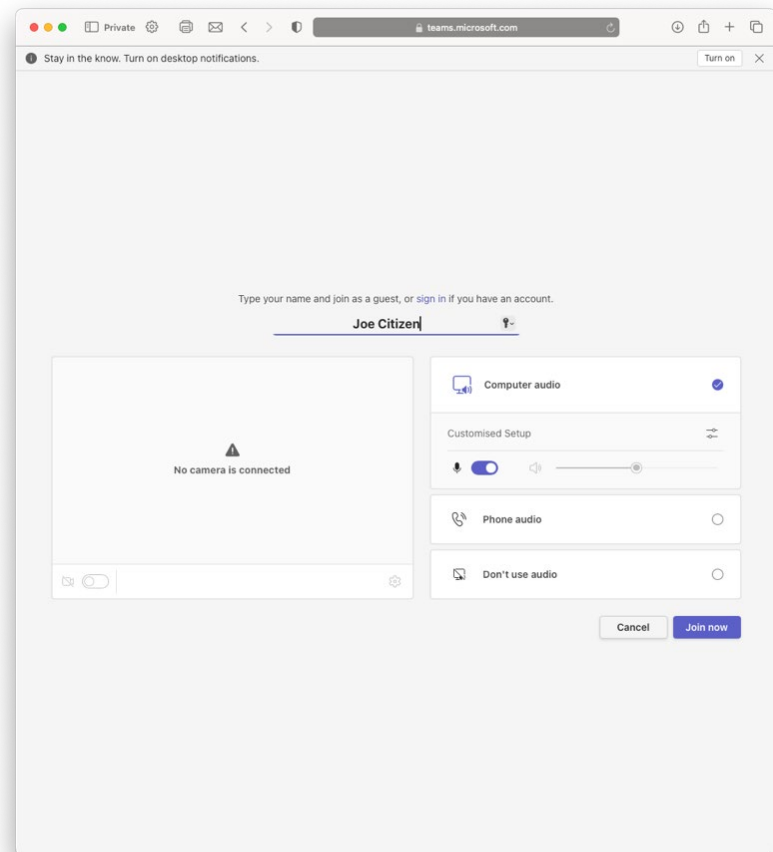 Private
teams.microsoft.com
Stay in the know. Turn on desktop notifications.
Turn on
Type your name and join as a guest, or sign in if you have an account.
Joe Citizen
No camera is connected
Computer audio
Customised Setup
Phone audio
Don't use audio
Cancel
Join now